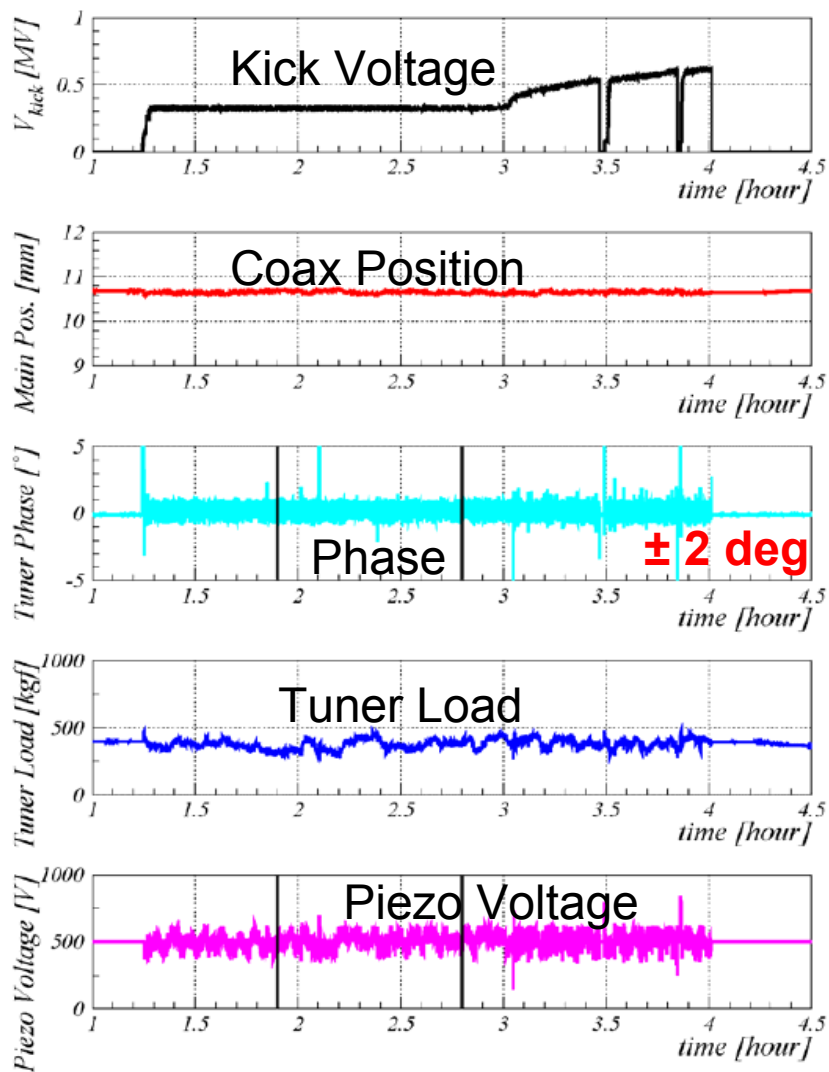 1
0.5
0
V_kick [MV]
Kick Voltage
1 1.5 2 2.5 3 3.5 4 4.5
time [hour]
12
11
10
9
Main Pos. [mm]
Coax Position
1 1.5 2 2.5 3 3.5 4 4.5
time [hour]
5
0
-5
Tuner Phase [°]
Phase
± 2 deg
1 1.5 2 2.5 3 3.5 4 4.5
time [hour]
1000
500
0
Tuner Load [kgf]
Tuner Load
1 1.5 2 2.5 3 3.5 4 4.5
time [hour]
1000
500
0
Piezo Voltage [V]
Piezo Voltage
1 1.5 2 2.5 3 3.5 4 4.5
time [hour]